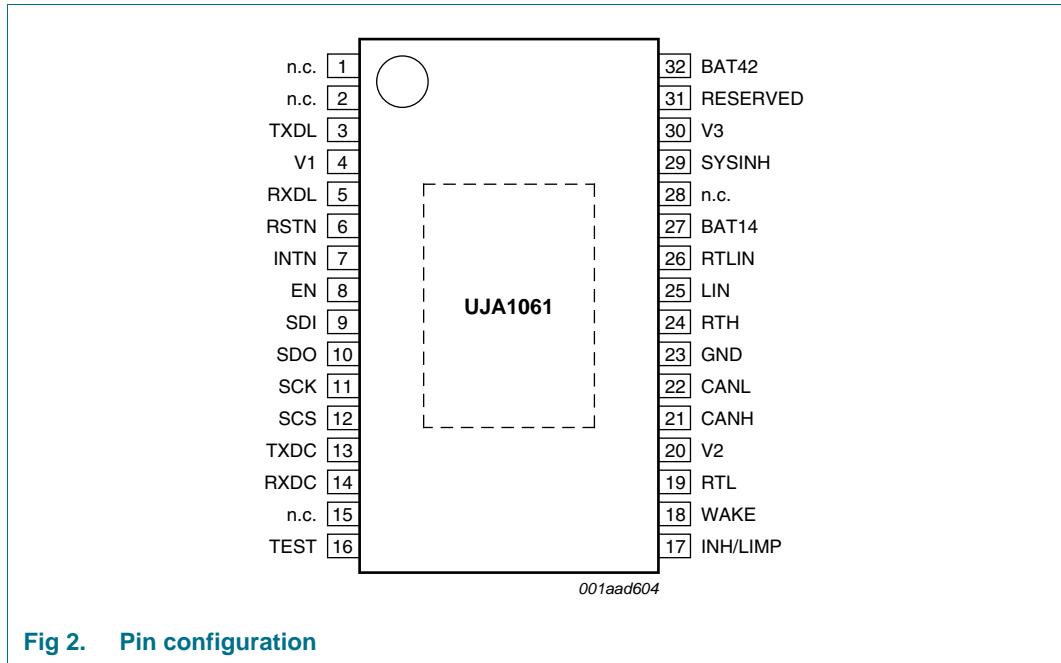 n.c. 1 32 BAT42
n.c. 2 31 RESERVED
TXDL 3 30 V3
V1 4 29 SYSINH
RXDL 5 28 n.c.
RSTN 6 27 BAT14
INTN 7 26 RTLIN
EN 8 25 LIN
UJA1061
SDI 9 24 RTH
SDO 10 23 GND
SCK 11 22 CANL
SCS 12 21 CANH
TXDC 13 20 V2
RXDC 14 19 RTL
n.c. 15 18 WAKE
TEST 16 17 INH/LIMP
001aad604
Fig 2. Pin configuration